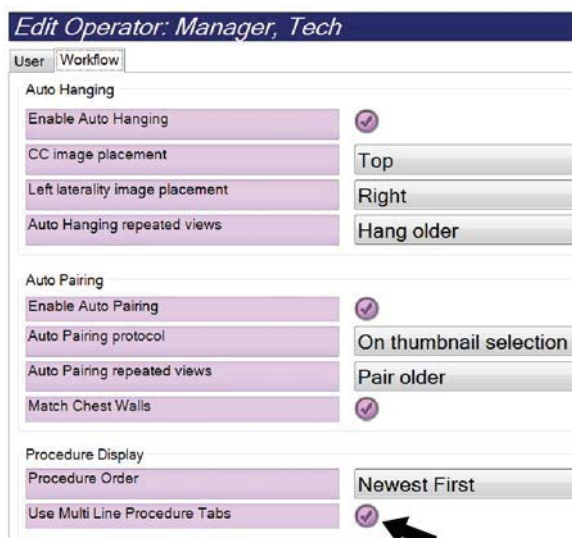 Edit Operator: Manager, Tech
User Workflow
Auto Hanging
Enable Auto Hanging
CC image placement Top
Left laterality image placement Right
Auto Hanging repeated views Hang older
Auto Pairing
Enable Auto Pairing
Auto Pairing protocol On thumbnail selection
Auto Pairing repeated views Pair older
Match Chest Walls
Procedure Display
Procedure Order Newest First
Use Multi Line Procedure Tabs